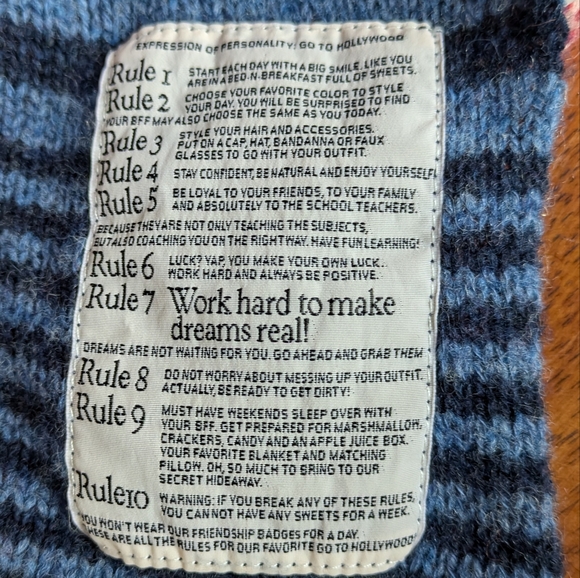 EXPRESSION OF PERSONALITY: GO TO HOLLYWOOD
Rule 1 START EACH DAY WITH A BIG SMILE. LIKE YOU
ARE IN A BED-N-BREAKFAST FULL OF SWEETS.
Rule 2 CHOOSE YOUR FAVORITE COLOR TO STYLE
YOUR DAY. YOU WILL BE SURPRISED TO FIND
YOUR BFF MAY ALSO CHOOSE THE SAME AS YOU TODAY.
Rule 3 STYLE YOUR HAIR AND ACCESSORIES.
PUT ON A CAP, HAT, BANDANNA OR FAUX
GLASSES TO GO WITH YOUR OUTFIT.
Rule 4 STAY CONFIDENT, BE NATURAL AND ENJOY YOURSELF
Rule 5 BE LOYAL TO YOUR FRIENDS, TO YOUR FAMILY
AND ABSOLUTELY TO THE SCHOOL TEACHERS.
BECAUSE THEY ARE NOT ONLY TEACHING THE SUBJECTS,
BUT ALSO COACHING YOU ON THE RIGHT WAY. HAVE FUN LEARNING!
Rule 6 LUCK? YAP, YOU MAKE YOUR OWN LUCK.
WORK HARD AND ALWAYS BE POSITIVE.
Rule 7 Work hard to make
dreams real!
DREAMS ARE NOT WAITING FOR YOU. GO AHEAD AND GRAB THEM
Rule 8 DO NOT WORRY ABOUT MESSING UP YOUR OUTFIT.
ACTUALLY, BE READY TO GET DIRTY!
Rule 9 MUST HAVE WEEKENDS SLEEP OVER WITH
YOUR BFF. GET PREPARED FOR MARSHMALLOW,
CRACKERS, CANDY AND AN APPLE JUICE BOX.
YOUR FAVORITE BLANKET AND MATCHING
PILLOW. OH, SO MUCH TO BRING TO OUR
SECRET HIDEAWAY.
Rule10 WARNING: IF YOU BREAK ANY OF THESE RULES,
YOU CANNOT HAVE ANY SWEETS FOR A WEEK.
YOU WON'T WEAR OUR FRIENDSHIP BADGES FOR A DAY.
THESE ARE ALL THE RULES FOR OUR FAVORITE GO TO HOLLYWOOD